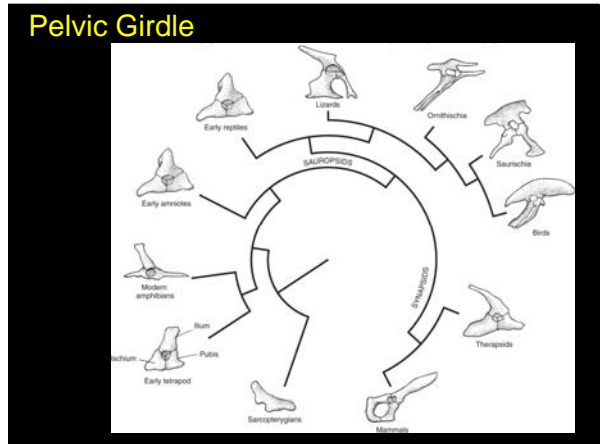 Pelvic Girdle
Lizards
Ornithischia
Early reptiles
Saurischia
SAUROPSIDS
Early amniotes
Birds
Modern
amphibians
SYNAPSIDS
Ilium
Therapsids
Pubis
Ischium
Early tetrapod
Sarcopterygians
Mammals